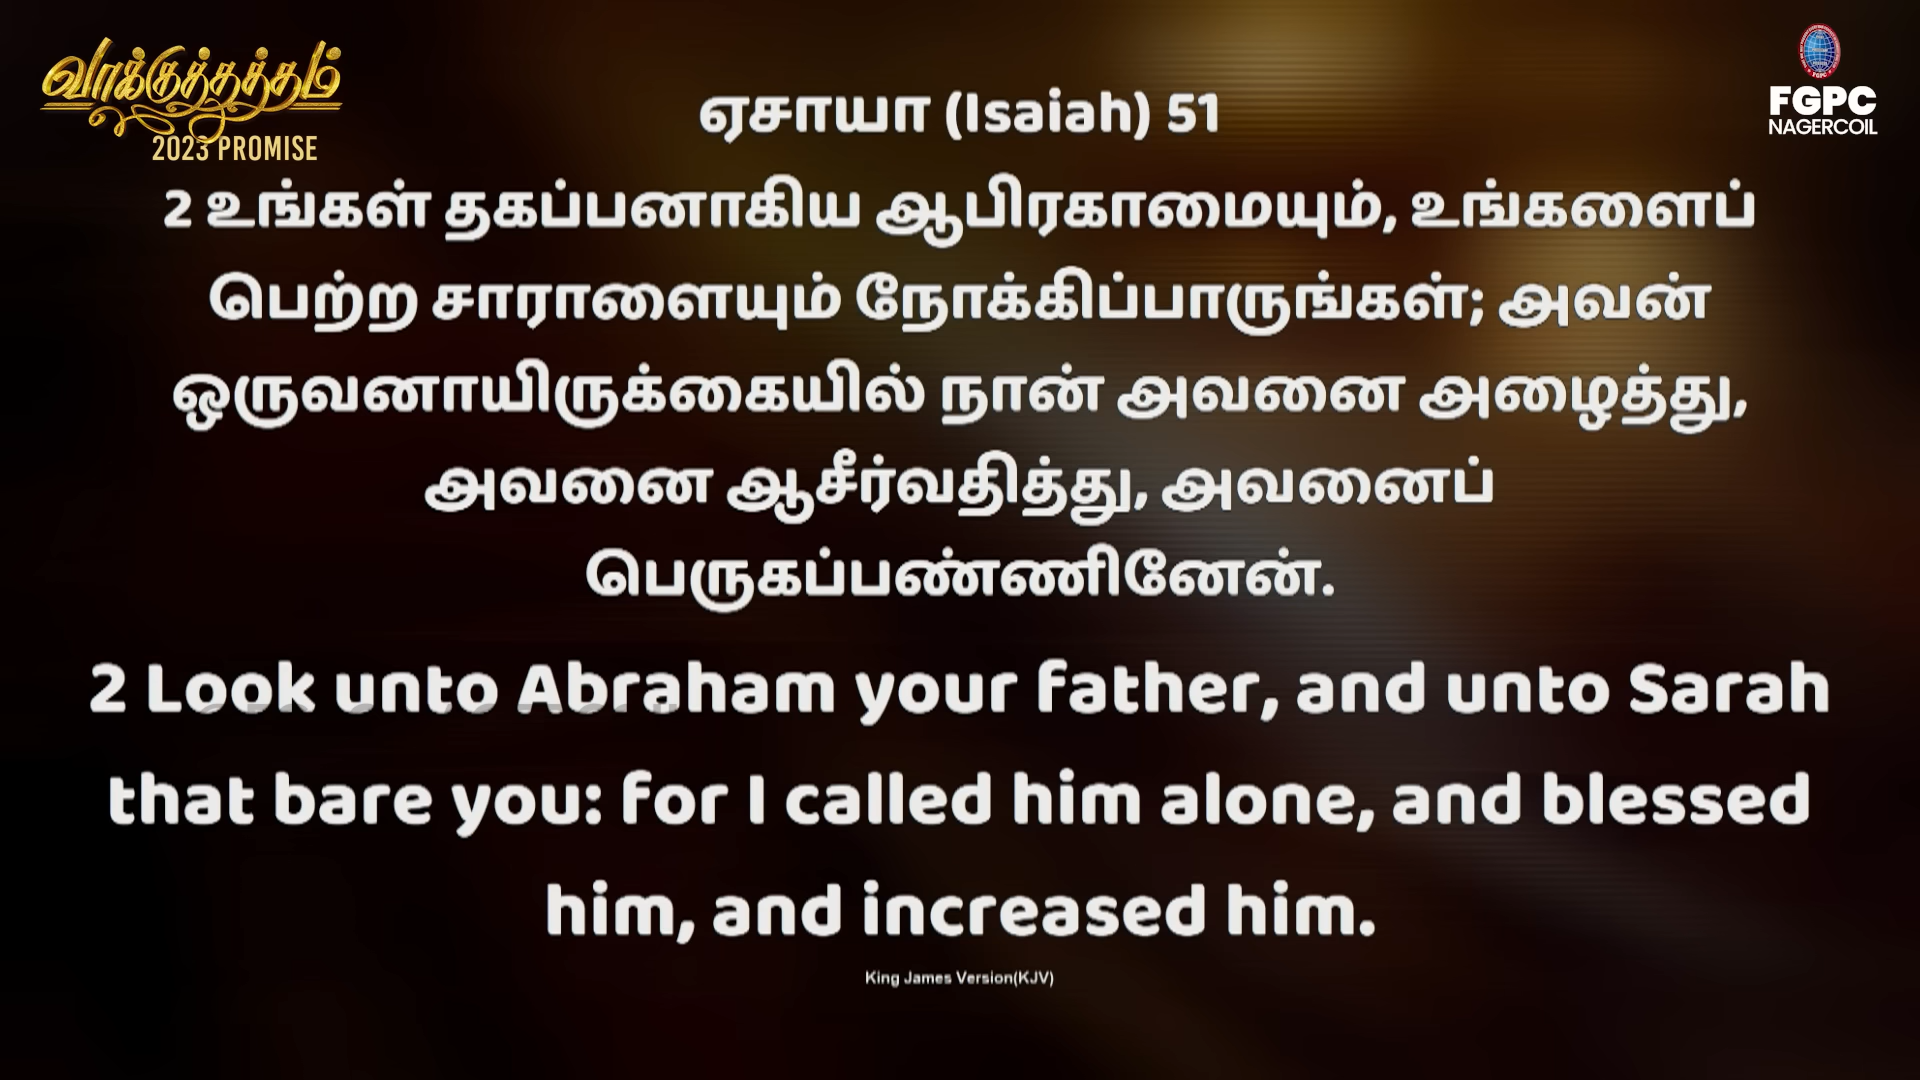 வாக்குத்தத்தம்
2023 PROMISE
FGPC
FGPC
NAGERCOIL
ஏசாயா (Isaiah) 51
2 உங்கள் தகப்பனாகிய ஆபிரகாமையும், உங்களைப்
பெற்ற சாராளையும் நோக்கிப்பாருங்கள்; அவன்
ஒருவனாயிருக்கையில் நான் அவனை அழைத்து,
அவனை ஆசீர்வதித்து, அவனைப்
பெருகப்பண்ணினேன்.
2 Look unto Abraham your father, and unto Sarah
that bare you: for I called him alone, and blessed
him, and increased him.
King James Version(KJV)